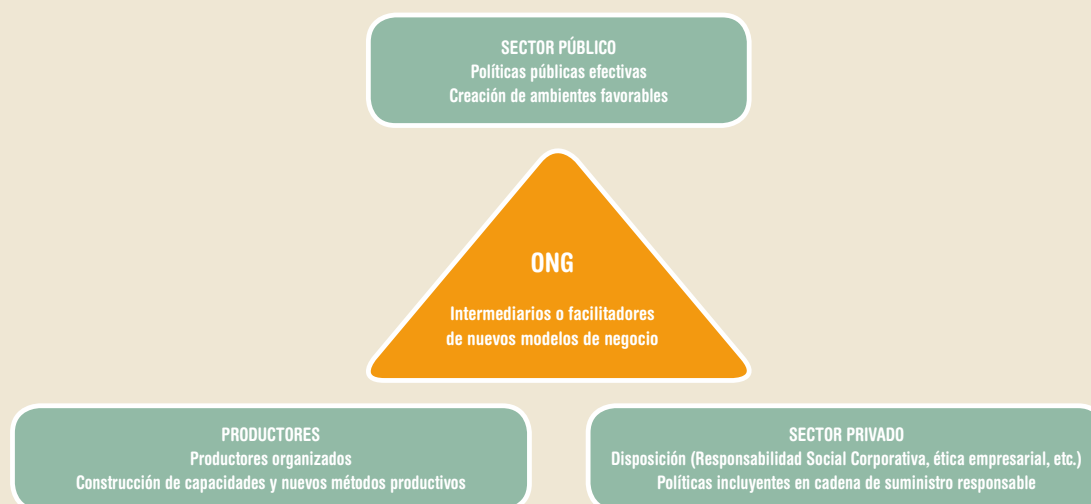 SECTOR PÚBLICO
Políticas públicas efectivas
Creación de ambientes favorables
ONG
Intermediarios o facilitadores
de nuevos modelos de negocio
PRODUCTORES
Productores organizados
Construcción de capacidades y nuevos métodos productivos
SECTOR PRIVADO
Disposición (Responsabilidad Social Corporativa, ética empresarial, etc.)
Políticas incluyentes en cadena de suministro responsable